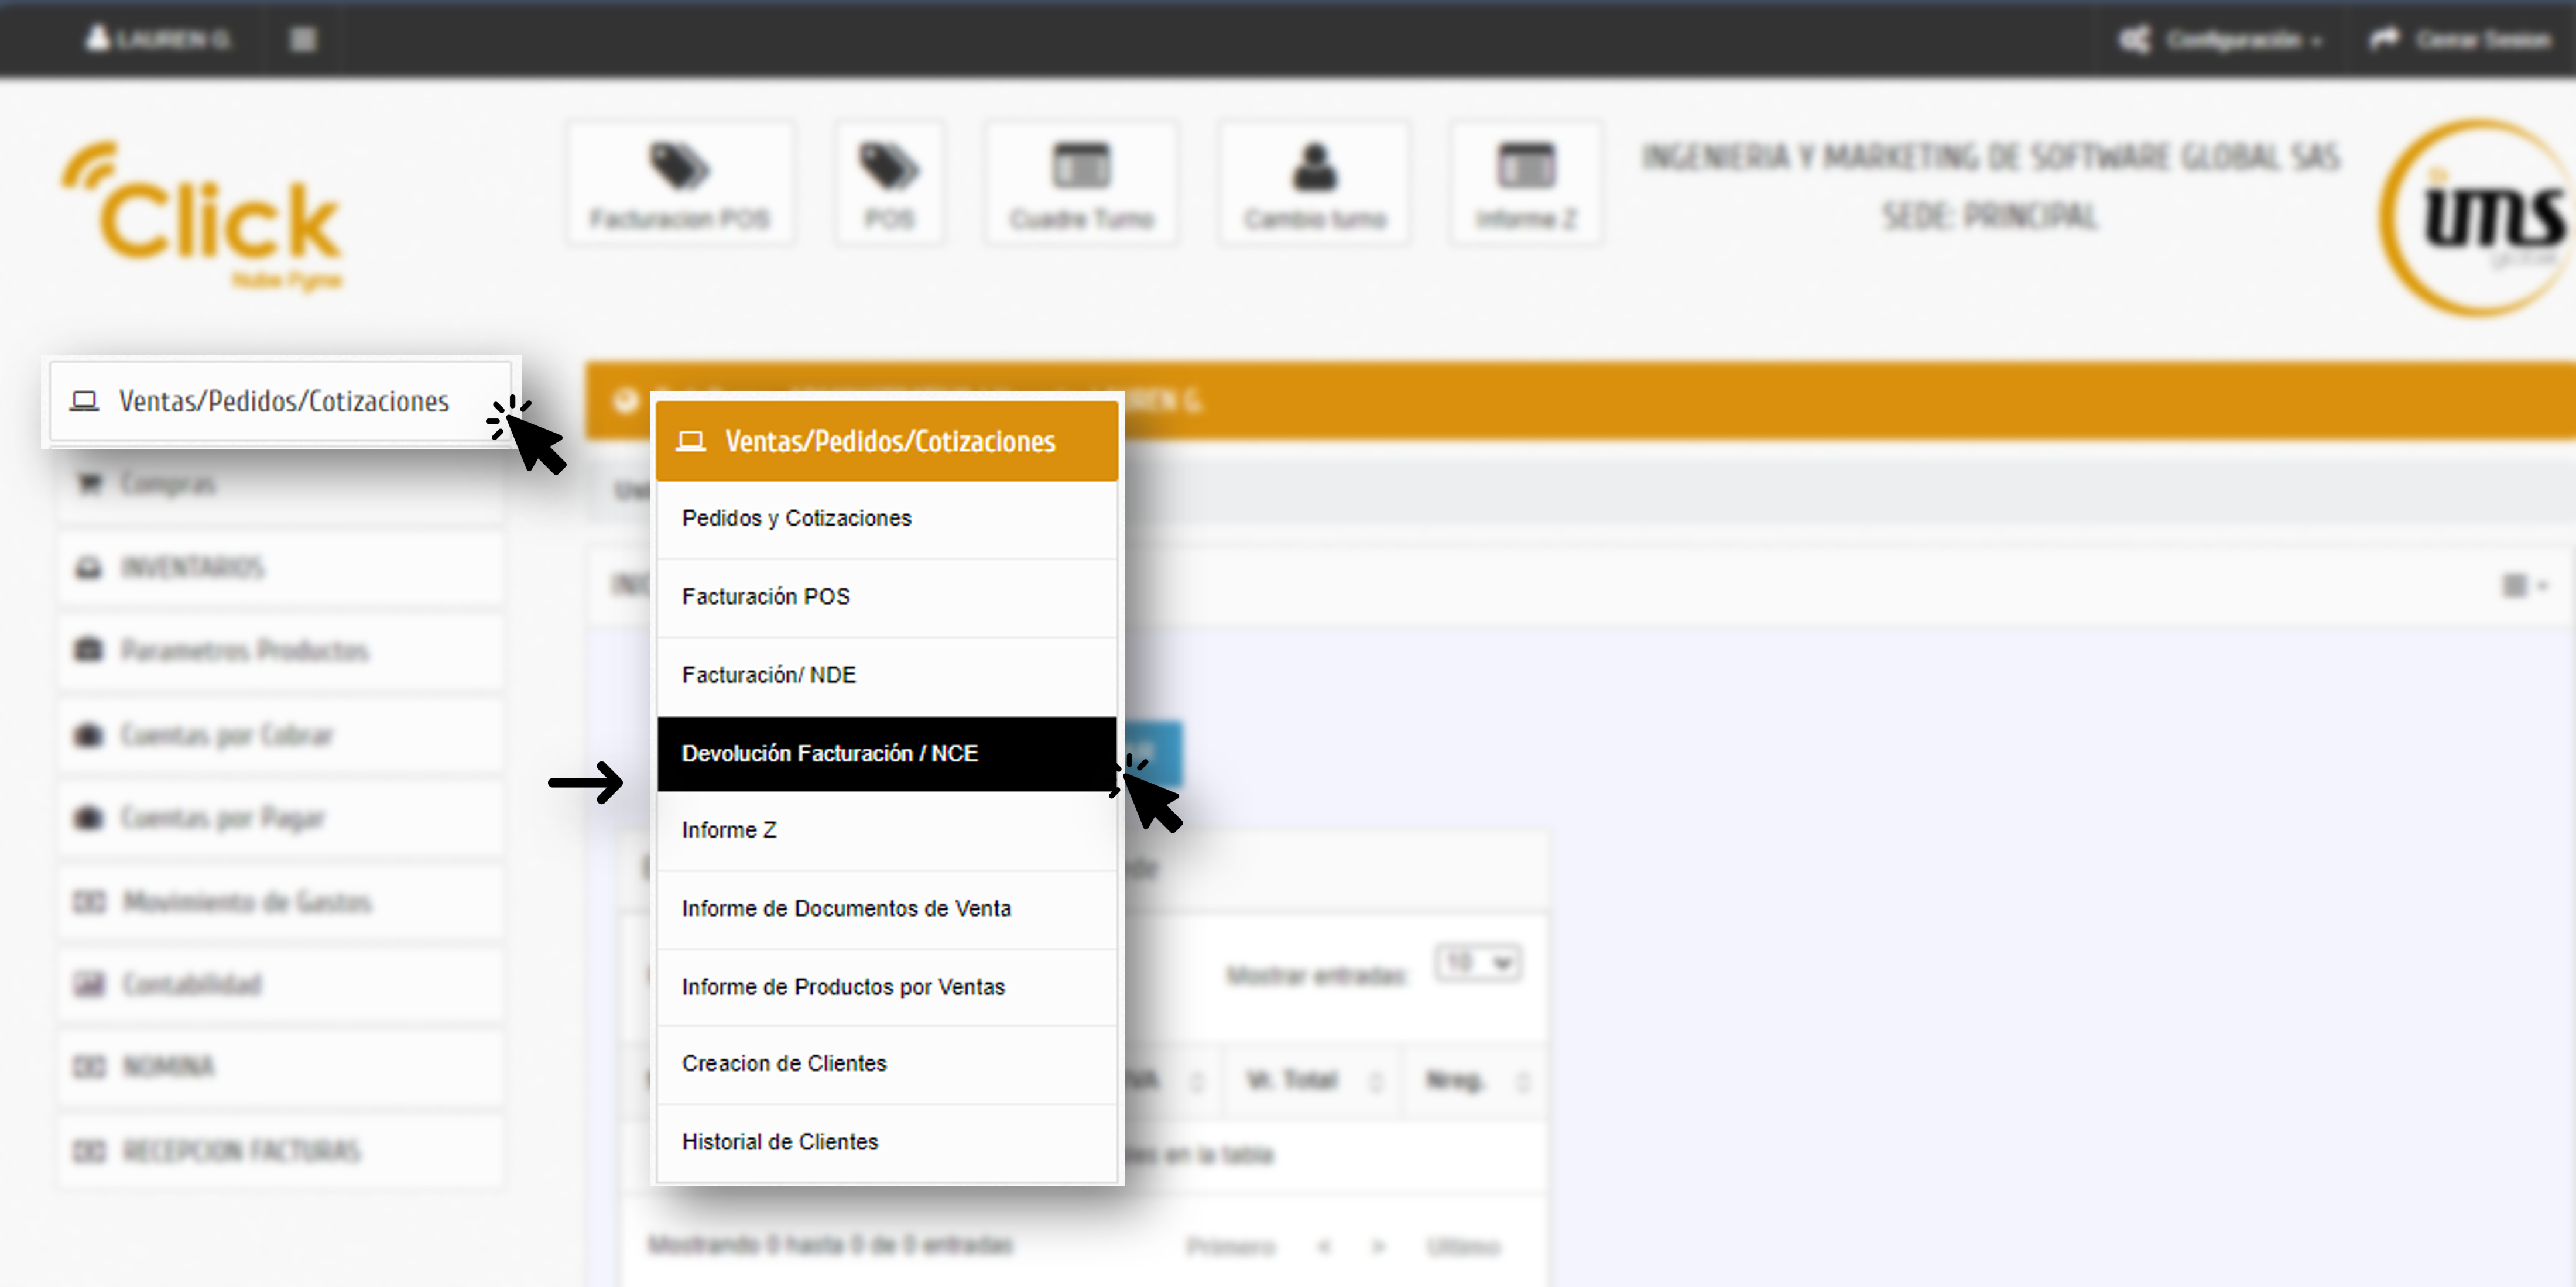 LAUREN G.
Configuración
Cerrar Sesion
Click
Nube Pyme
Facturacion POS
POS
Cuadre Turno
Cambio turno
Informe Z
INGENIERIA Y MARKETING DE SOFTWARE GLOBAL SAS
SEDE: PRINCIPAL
ims
global
Ventas/Pedidos/Cotizaciones
Compras
INVENTARIOS
Parametros Productos
Cuentas por Cobrar
Cuentas por Pagar
Movimiento de Gastos
Contabilidad
NOMINA
RECEPCION FACTURAS
Ventas/Pedidos/Cotizaciones
Pedidos y Cotizaciones
Facturación POS
Facturación/ NDE
Devolución Facturación / NCE
Informe Z
Informe de Documentos de Venta
Informe de Productos por Ventas
Creacion de Clientes
Historial de Clientes
Mostrar entradas: 10
Vr. Total Nreg.
en la tabla
Mostrando 0 hasta 0 de 0 entradas
Primero < > Ultimo